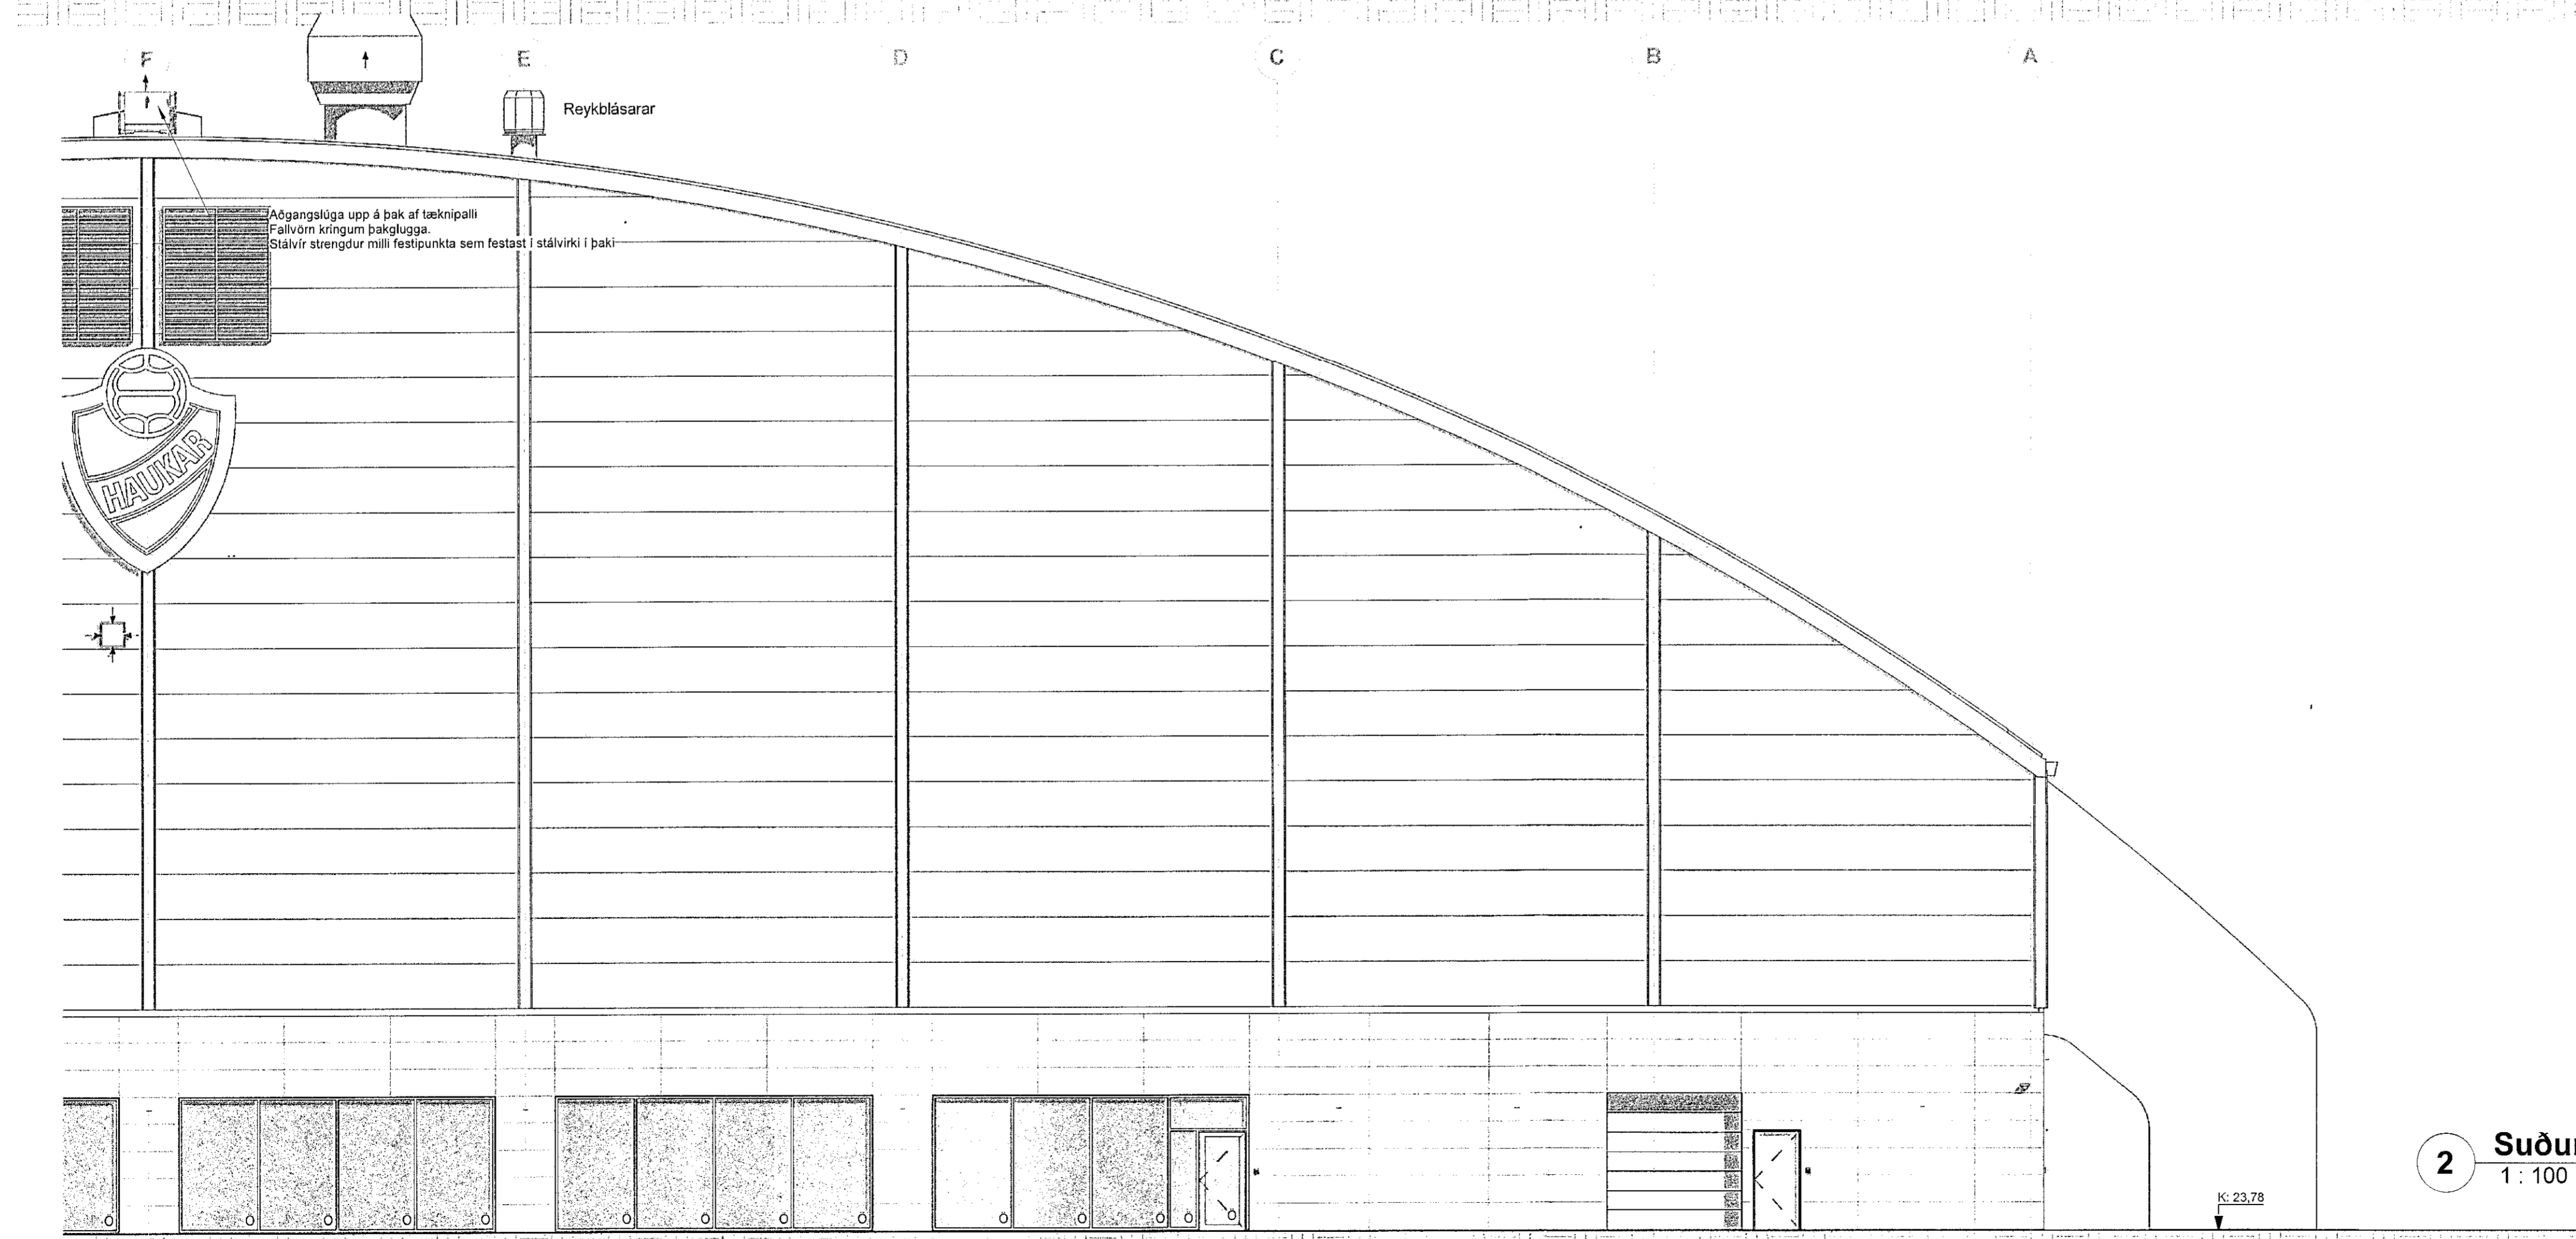 F
E
D
C
B
A
Reykblásarar
Aðgangslúga upp á þak af tæknipalli
Fallvörn kringum þakglugga.
Stálvír strengdur milli festipunkta sem festast í stálvirki í þaki
HAUKAR
2
Suður
1 : 100
K: 23,78